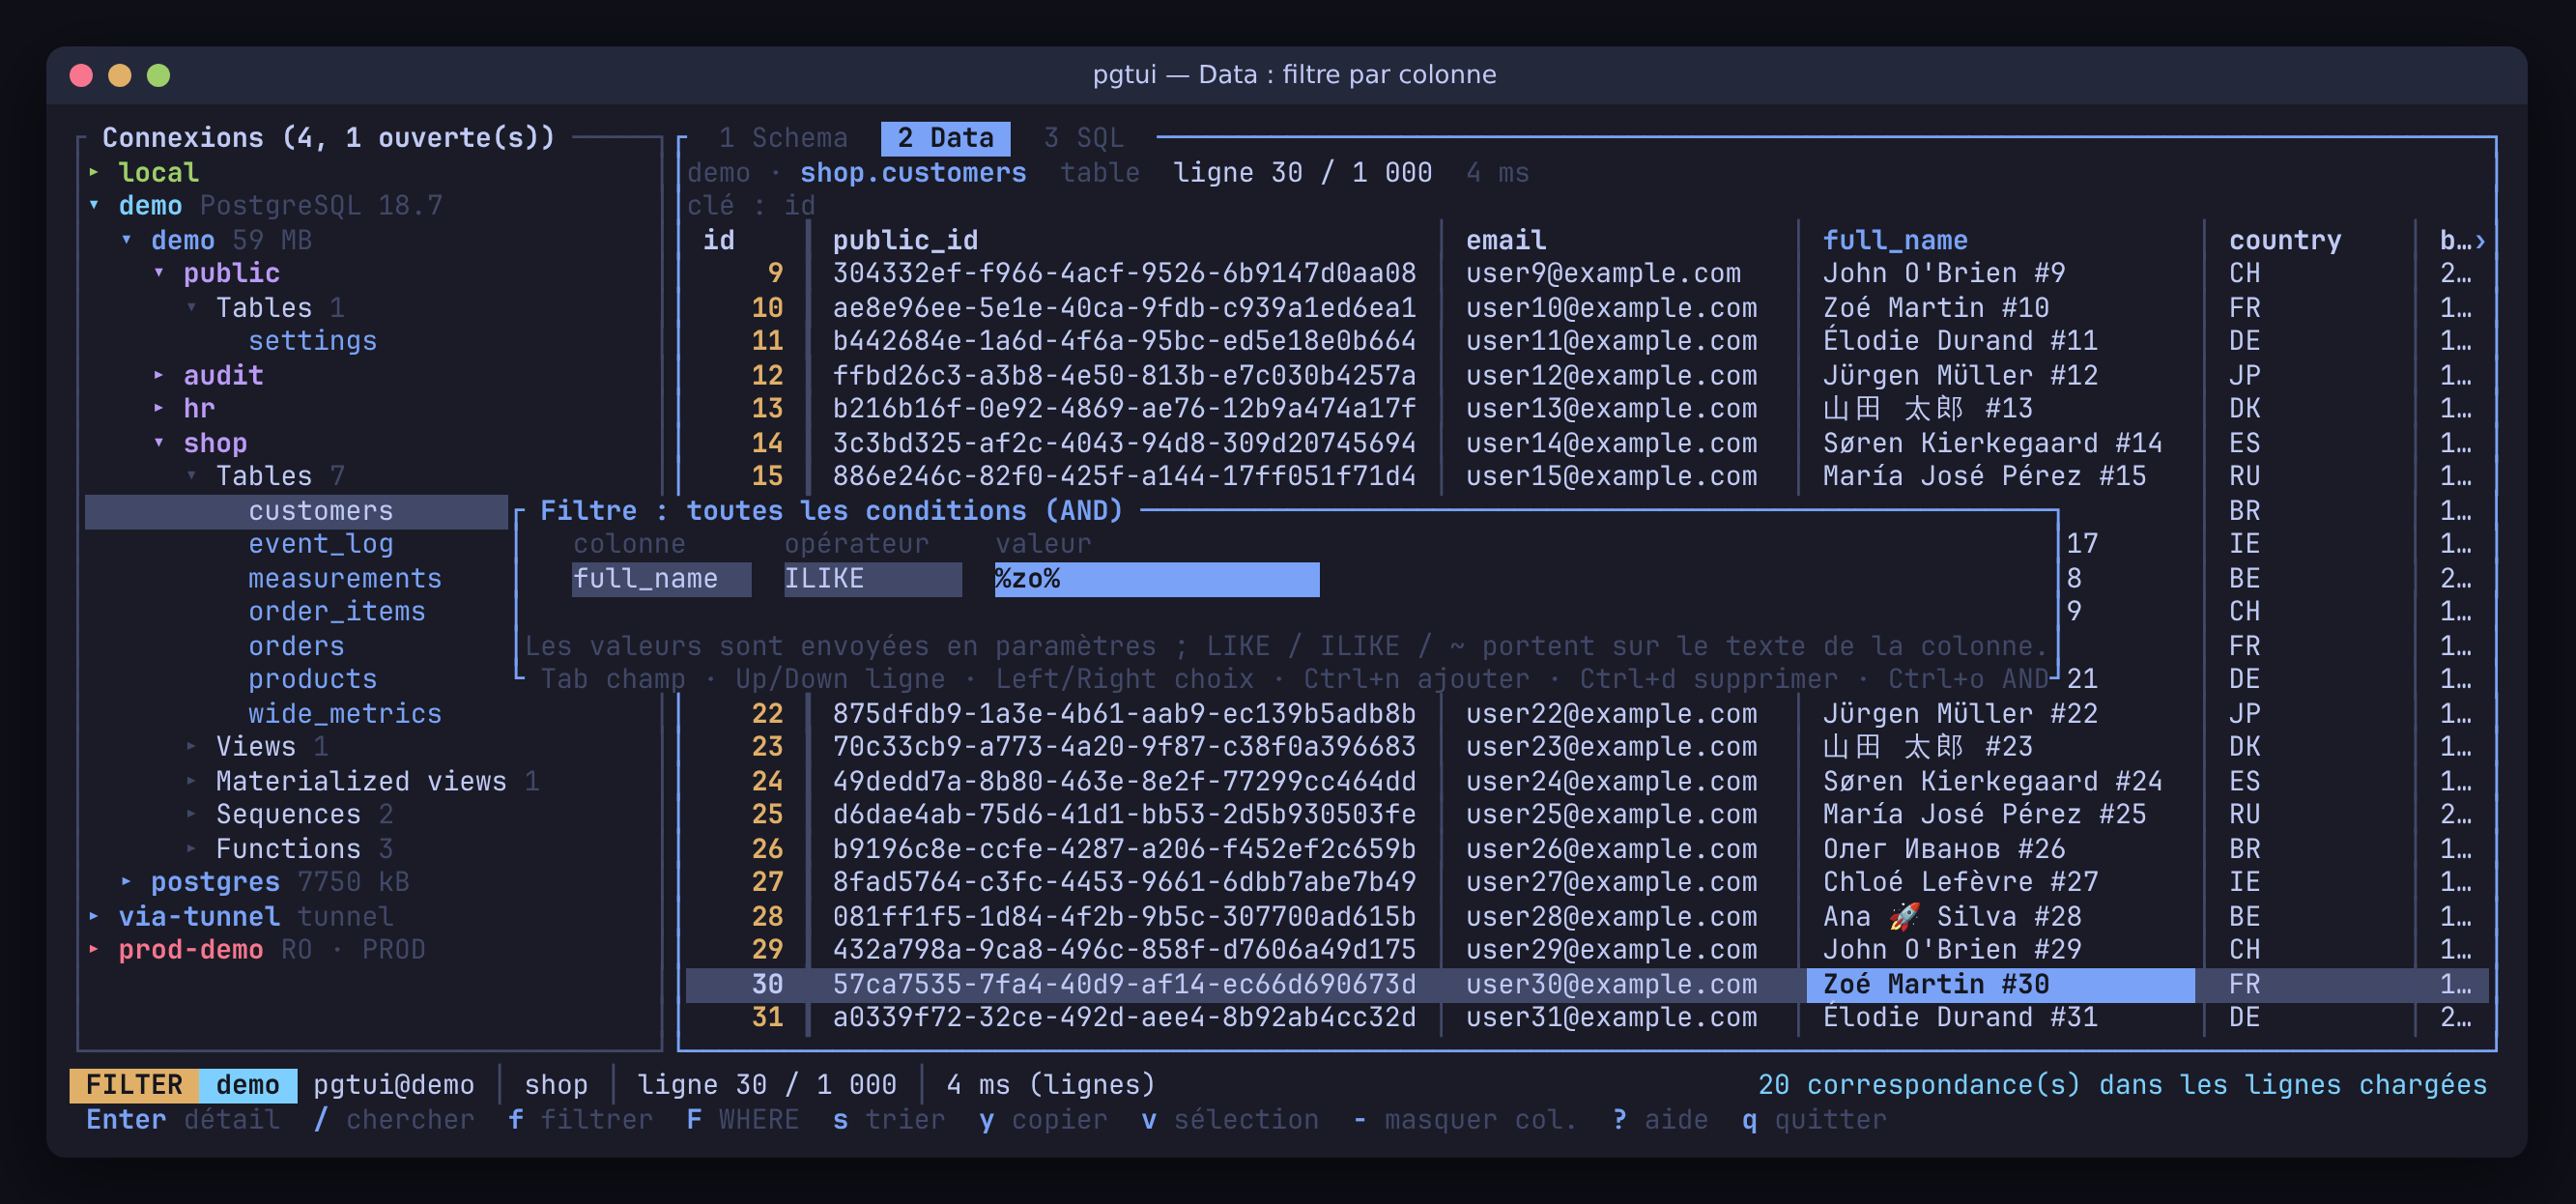 pgtui — Data : filtre par colonne
Connexions (4, 1 ouverte(s))
▸ local
▾ demo PostgreSQL 18.7
▾ demo 59 MB
▾ public
▾ Tables 1
settings
▸ audit
▸ hr
▾ shop
▾ Tables 7
customers
event_log
measurements
order_items
orders
products
wide_metrics
▸ Views 1
▸ Materialized views 1
▸ Sequences 2
▸ Functions 3
▸ postgres 7750 kB
▸ via-tunnel tunnel
▸ prod-demo RO · PROD
1 Schema 2 Data 3 SQL
demo · shop.customers table ligne 30 / 1 000 4 ms
clé : id
id public_id email full_name country b…›
9 304332ef-f966-4acf-9526-6b9147d0aa08 user9@example.com John O'Brien #9 CH 2…
10 ae8e96ee-5e1e-40ca-9fdb-c939a1ed6ea1 user10@example.com Zoé Martin #10 FR 1…
11 b442684e-1a6d-4f6a-95bc-ed5e18e0b664 user11@example.com Élodie Durand #11 DE 1…
12 ffbd26c3-a3b8-4e50-813b-e7c030b4257a user12@example.com Jürgen Müller #12 JP 1…
13 b216b16f-0e92-4869-ae76-12b9a474a17f user13@example.com 山田 太郎 #13 DK 1…
14 3c3bd325-af2c-4043-94d8-309d20745694 user14@example.com Søren Kierkegaard #14 ES 1…
15 886e246c-82f0-425f-a144-17ff051f71d4 user15@example.com María José Pérez #15 RU 1…
BR 1…
17 IE 1…
8 BE 2…
9 CH 1…
FR 1…
21 DE 1…
Filtre : toutes les conditions (AND)
colonne opérateur valeur
full_name ILIKE %zo%
Les valeurs sont envoyées en paramètres ; LIKE / ILIKE / ~ portent sur le texte de la colonne.
Tab champ · Up/Down ligne · Left/Right choix · Ctrl+n ajouter · Ctrl+d supprimer · Ctrl+o AND
22 875dfdb9-1a3e-4b61-aab9-ec139b5adb8b user22@example.com Jürgen Müller #22 JP 1…
23 70c33cb9-a773-4a20-9f87-c38f0a396683 user23@example.com 山田 太郎 #23 DK 1…
24 49dedd7a-8b80-463e-8e2f-77299cc464dd user24@example.com Søren Kierkegaard #24 ES 1…
25 d6dae4ab-75d6-41d1-bb53-2d5b930503fe user25@example.com María José Pérez #25 RU 2…
26 b9196c8e-ccfe-4287-a206-f452ef2c659b user26@example.com Олег Иванов #26 BR 1…
27 8fad5764-c3fc-4453-9661-6dbb7abe7b49 user27@example.com Chloé Lefèvre #27 IE 1…
28 081ff1f5-1d84-4f2b-9b5c-307700ad615b user28@example.com Ana 🚀 Silva #28 BE 1…
29 432a798a-9ca8-496c-858f-d7606a49d175 user29@example.com John O'Brien #29 CH 1…
30 57ca7535-7fa4-40d9-af14-ec66d690673d user30@example.com Zoé Martin #30 FR 1…
31 a0339f72-32ce-492d-aee4-8b92ab4cc32d user31@example.com Élodie Durand #31 DE 2…
FILTER demo pgtui@demo │ shop │ ligne 30 / 1 000 │ 4 ms (lignes) 20 correspondance(s) dans les lignes chargées
Enter détail / chercher f filtrer F WHERE s trier y copier v sélection - masquer col. ? aide q quitter